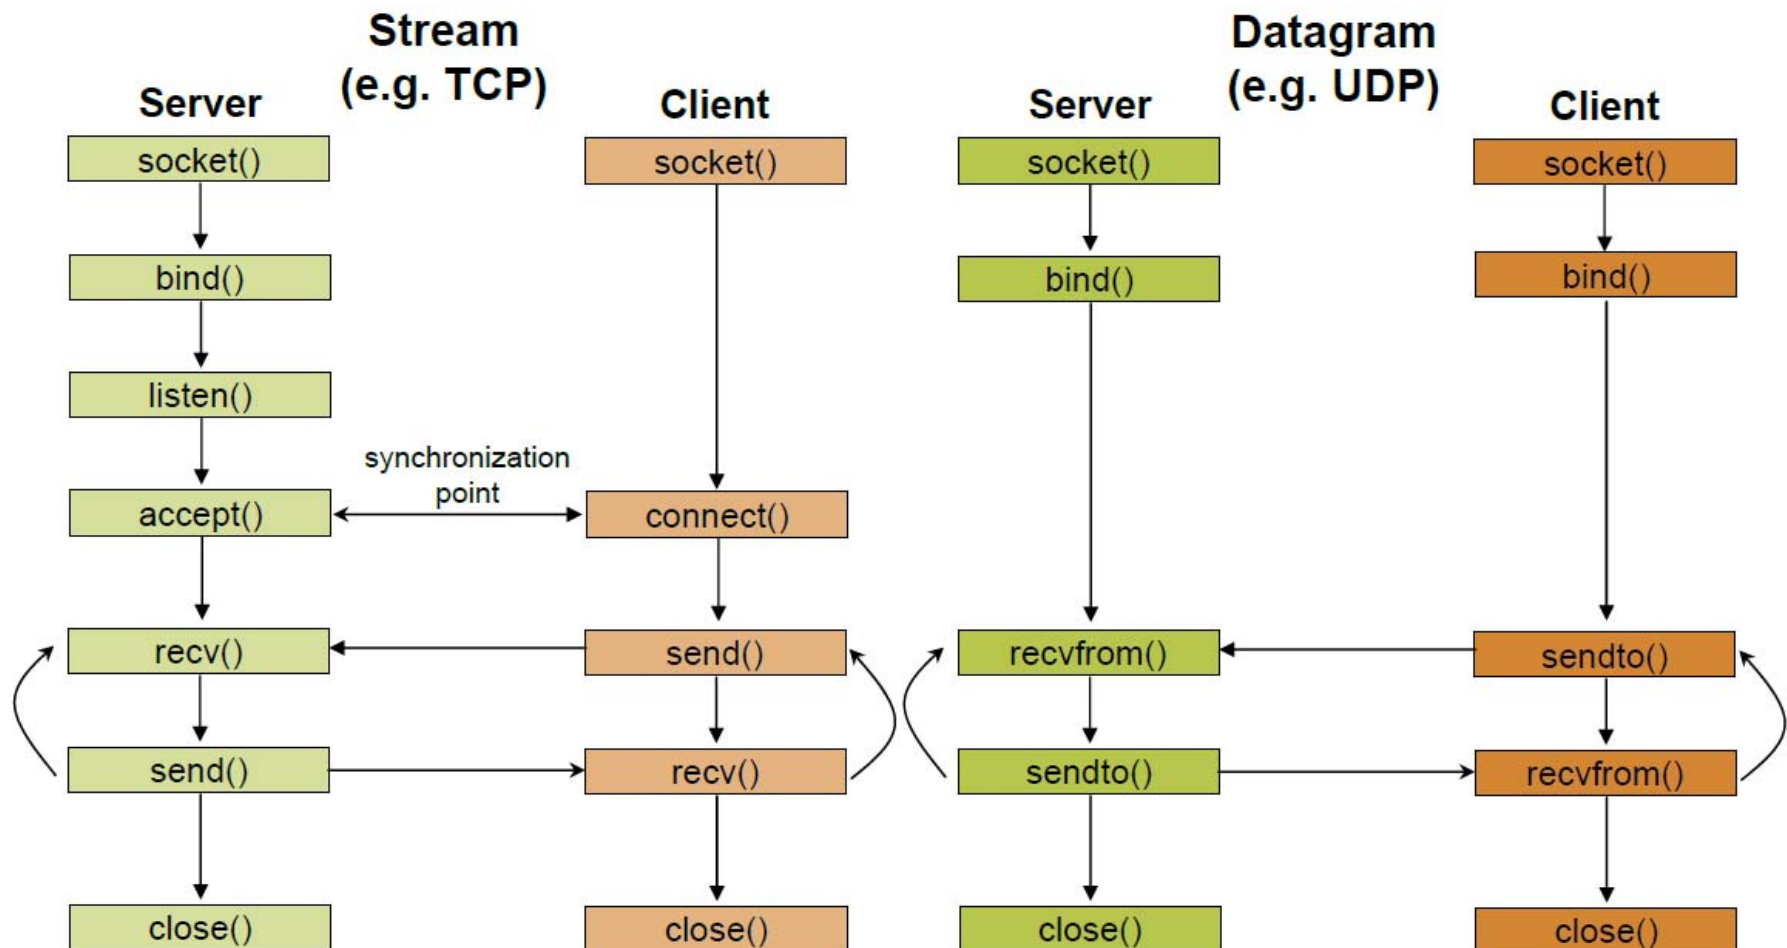 Stream
(e.g. TCP)
Server
Client
socket()
socket()
bind()
listen()
synchronization
point
accept()
connect()
recv()
send()
send()
recv()
close()
close()
Datagram
(e.g. UDP)
Server
Client
socket()
socket()
bind()
bind()
recvfrom()
sendto()
sendto()
recvfrom()
close()
close()